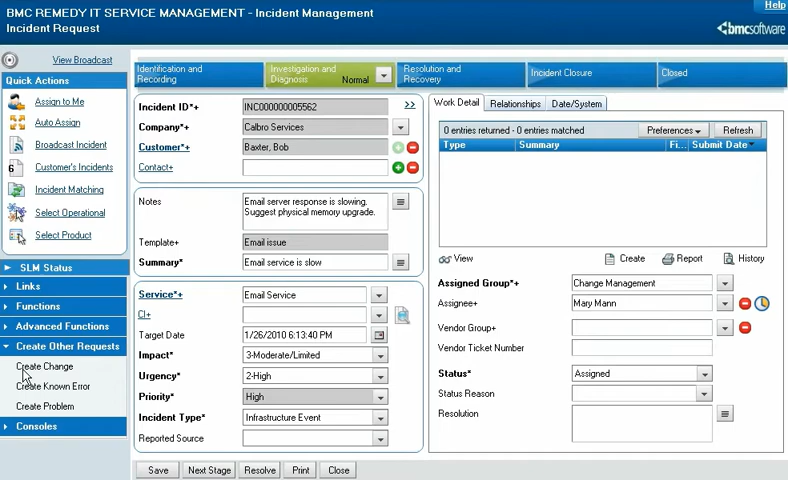 BMC REMEDY IT SERVICE MANAGEMENT - Incident Management
Help
Incident Request
bmcsoftware
View Broadcast
Quick Actions
Assign to Me
Auto Assign
Broadcast Incident
6
Customer's Incidents
Incident Matching
Select Operational
Select Product
SLM Status
Links
Functions
Advanced Functions
Create Other Requests
Create Change
Create Known Error
Create Problem
Consoles
Identification and
Recording
Investigation and
Diagnosis
Normal
Resolution and
Recovery
Incident Closure
Closed
Incident ID*+
INC000000005562
>>
Company*+
Calbro Services
Customer*+
Baxter, Bob
Contact+
Notes
Email server response is slowing.
Suggest physical memory upgrade.
Template+
Email issue
Summary*
Email service is slow
Service*+
Email Service
CI+
Target Date
1/26/2010 6:13:40 PM
Impact*
3-Moderate/Limited
Urgency*
2-High
Priority*
High
Incident Type*
Infrastructure Event
Reported Source
Work Detail
Relationships
Date/System
0 entries returned - 0 entries matched
Preferences
Refresh
Type
Summary
Fi...
Submit Date
View
Create
Report
History
Assigned Group*+
Change Management
Assignee+
Mary Mann
Vendor Group+
Vendor Ticket Number
Status*
Assigned
Status Reason
Resolution
Save
Next Stage
Resolve
Print
Close